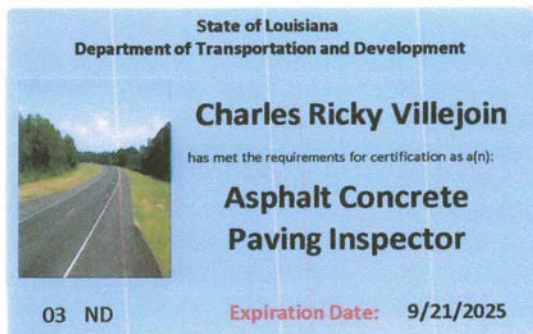 State of Louisiana
Department of Transportation and Development
Charles Ricky Villejoin
has met the requirements for certification as a(n):
Asphalt Concrete
Paving Inspector
03 ND
Expiration Date: 9/21/2025